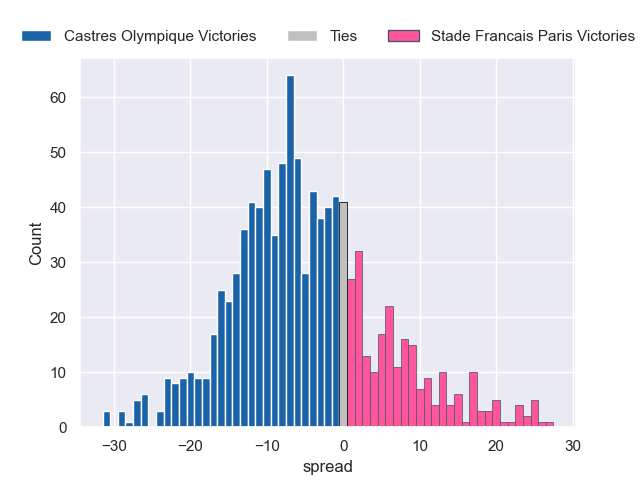 Castres Olympique Victories Ties Stade Francais Paris Victories
60
50
40
30
20
10
0
Count
−30 −20 −10 0 10 20 30
spread